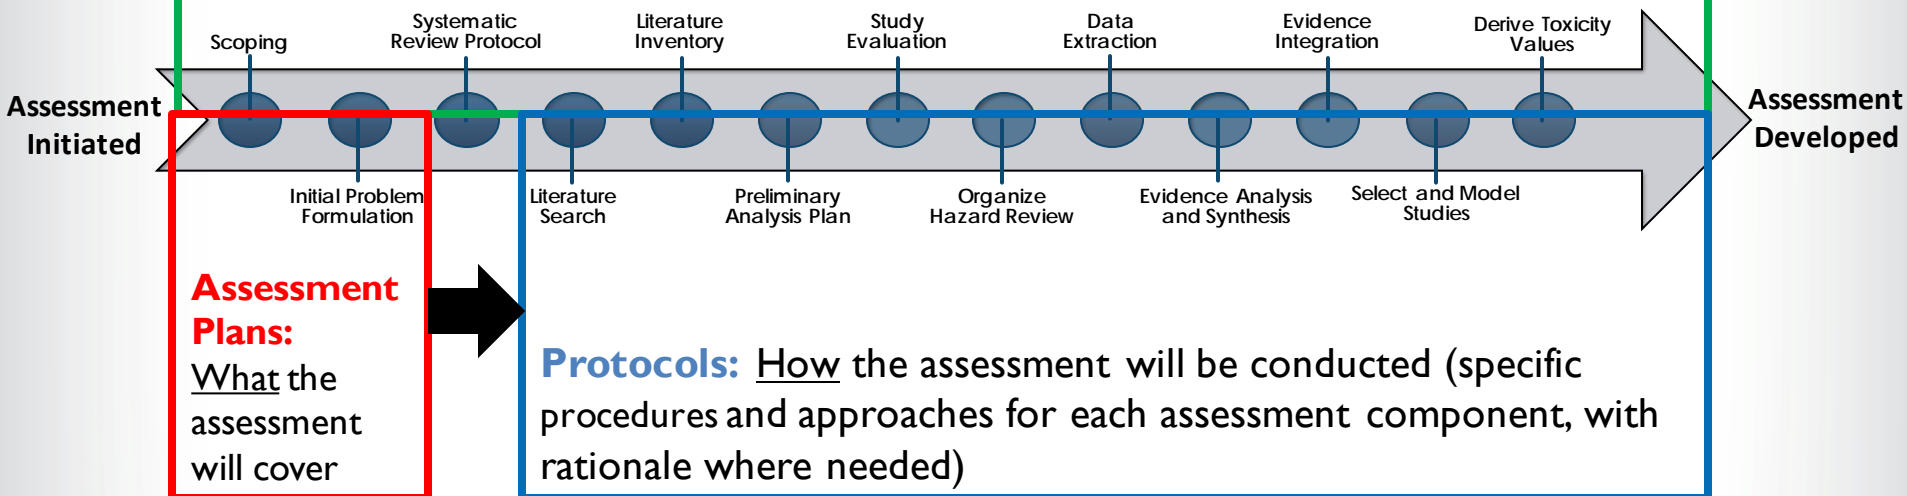 Scoping
Systematic
Review Protocol
Literature
Inventory
Study
Evaluation
Data
Extraction
Evidence
Integration
Derive Toxicity
Values
Assessment
Initiated
Assessment
Developed
Initial Problem
Formulation
Literature
Search
Preliminary
Analysis Plan
Organize
Hazard Review
Evidence Analysis
and Synthesis
Select and Model
Studies
Assessment
Plans:
What the
assessment
will cover
Protocols: How the assessment will be conducted (specific
procedures and approaches for each assessment component, with
rationale where needed)